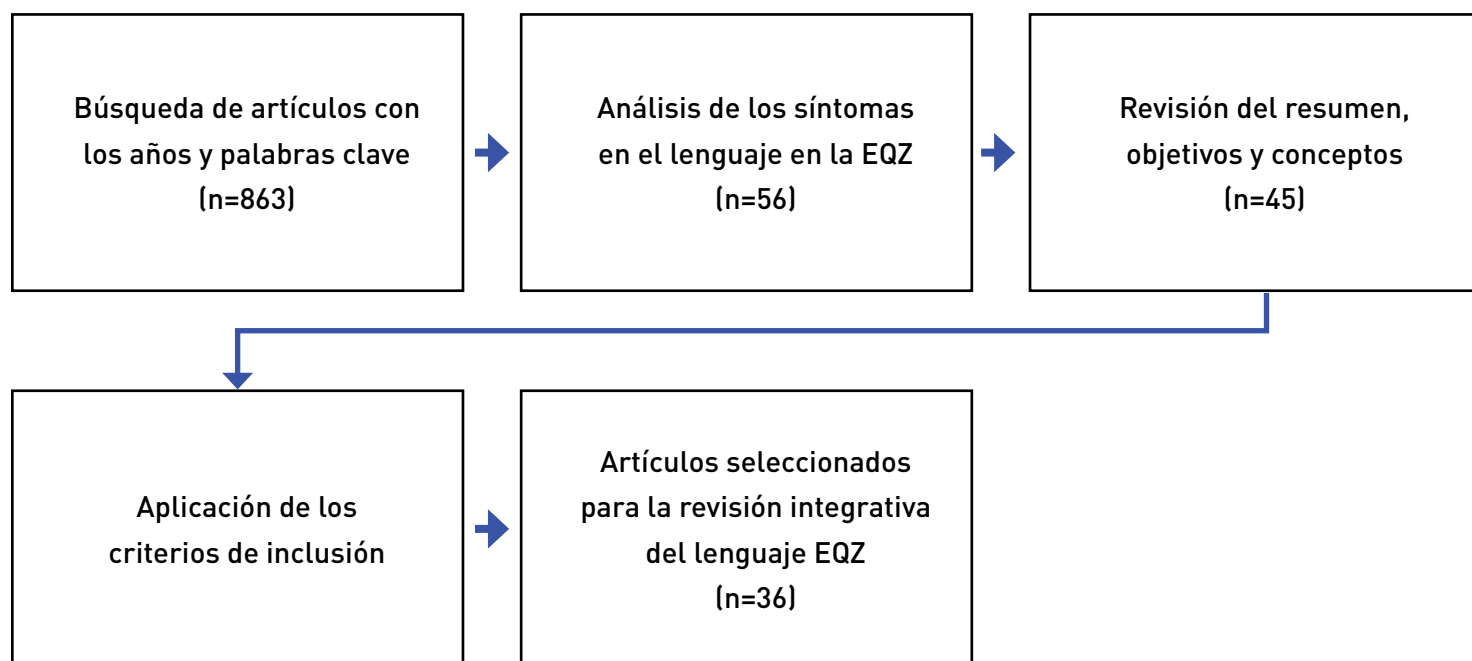 Búsqueda de artículos con
los años y palabras clave
(n=863)
Análisis de los síntomas
en el lenguaje en la EQZ
(n=56)
Revisión del resumen,
objetivos y conceptos
(n=45)
Aplicación de los
criterios de inclusión
Artículos seleccionados
para la revisión integrativa
del lenguaje EQZ
(n=36)